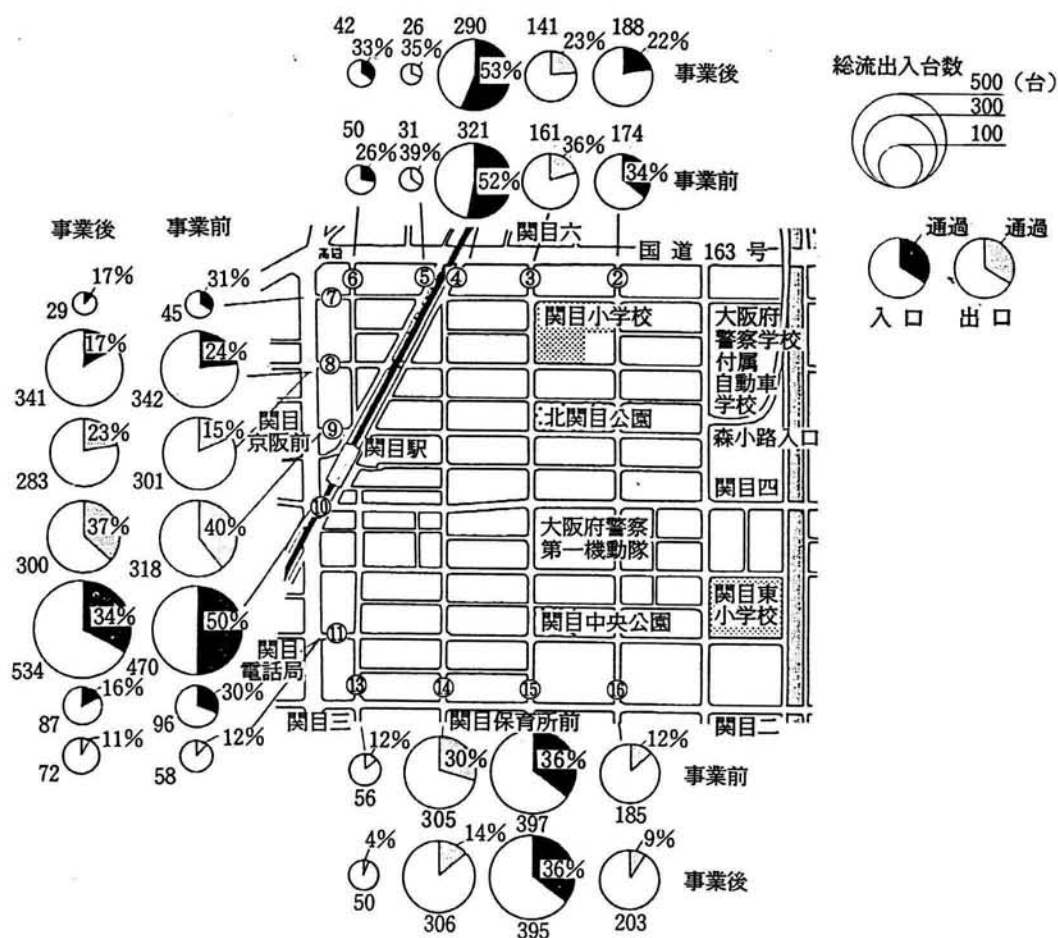 42 26 290 141 188
33% 35% 53% 23% 22% 事業後
50 31 321 161 174
26% 39% 52% 36% 34% 事業前
総流出入台数
500（台）
300
100
通過 通過
入口 出口
事業後 事業前
17% 31%
29 45
17% 24%
341 342
23% 15%
283 301
37% 40%
300 318
34% 50%
534 470
16% 30%
87 96
11% 12%
72 58
関目六
国道163号
⑥ ⑤ ④ ③ ②
⑦
関目小学校
大阪府
警察学校
付属
自動車
学校
⑧
関目
京阪前
⑨
北関目公園
関目駅
森小路入口
関目四
⑩
大阪府警察
第一機動隊
関目東
小学校
関目中央公園
⑪
関目
電話局
⑬ ⑭ ⑮ ⑯
関目三 関目保育所前 関目二
12% 30% 36% 12% 事業前
56 305 397 185
4% 14% 36% 9% 事業後
50 306 395 203